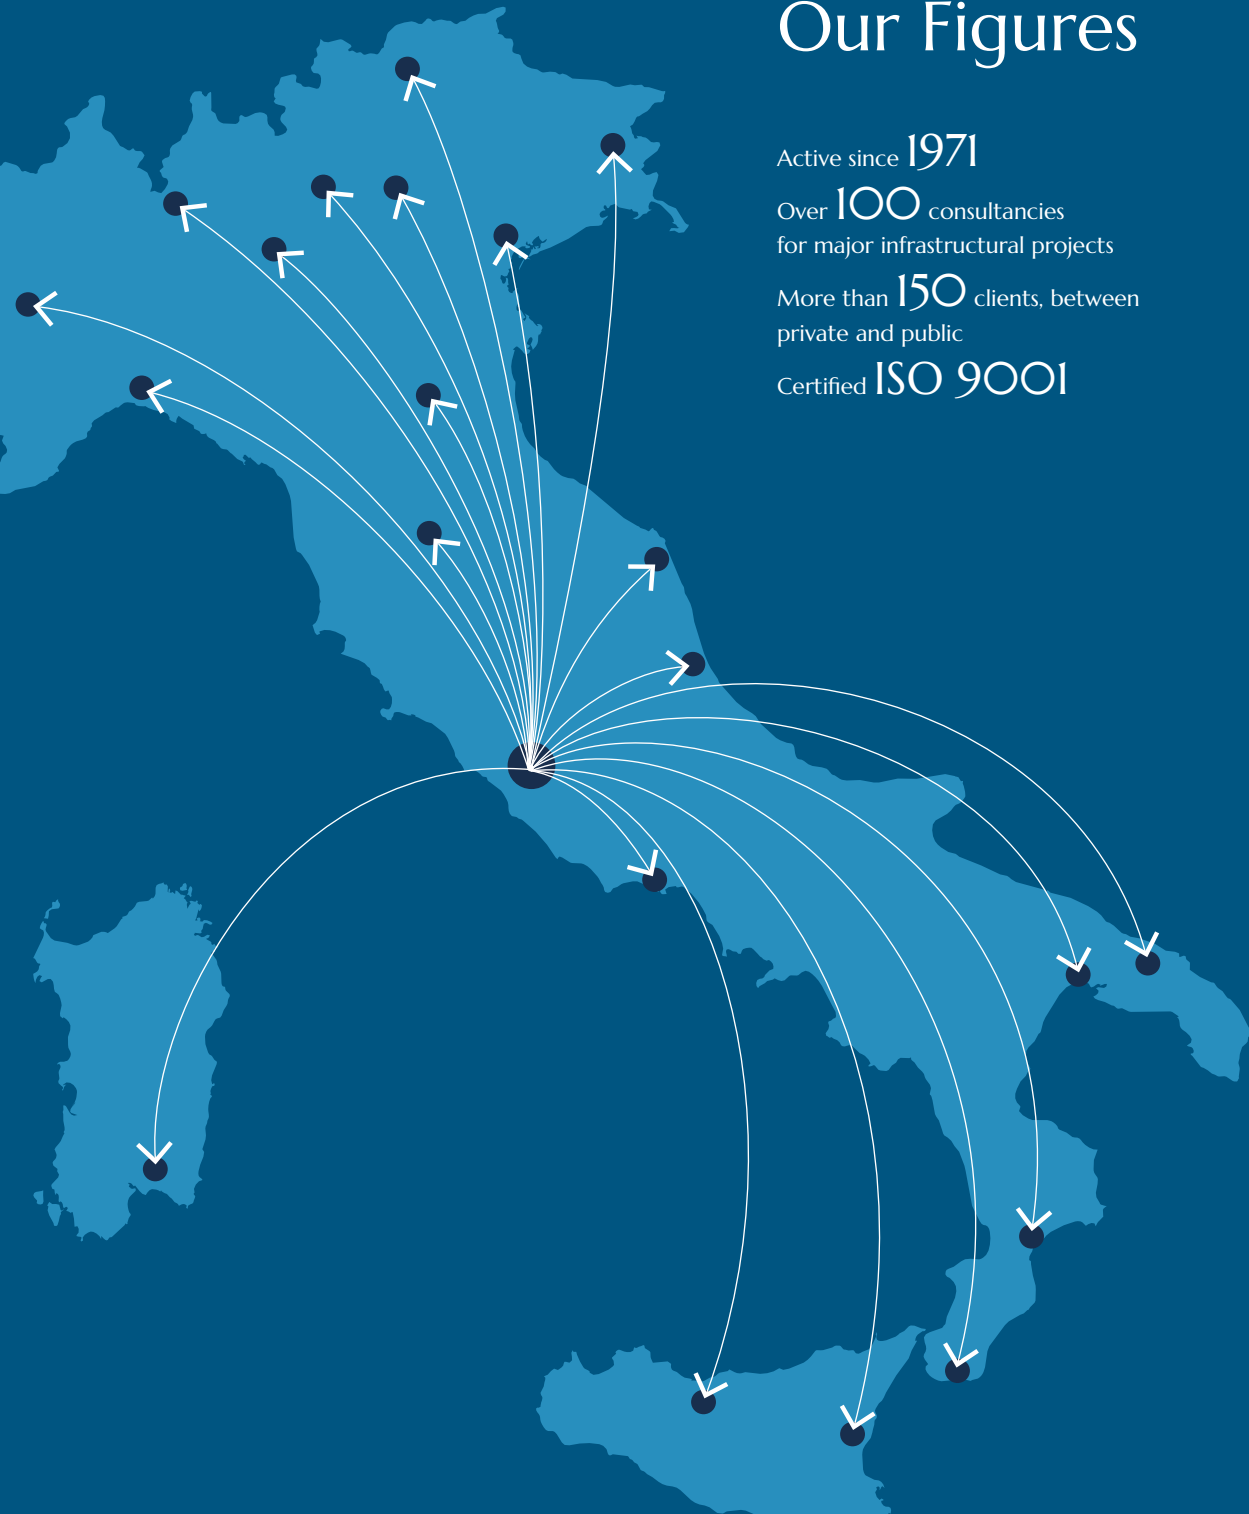 Our Figures
Active since 1971
Over 100 consultancies
for major infrastructural projects
More than 150 clients, between
private and public
Certified ISO 9001